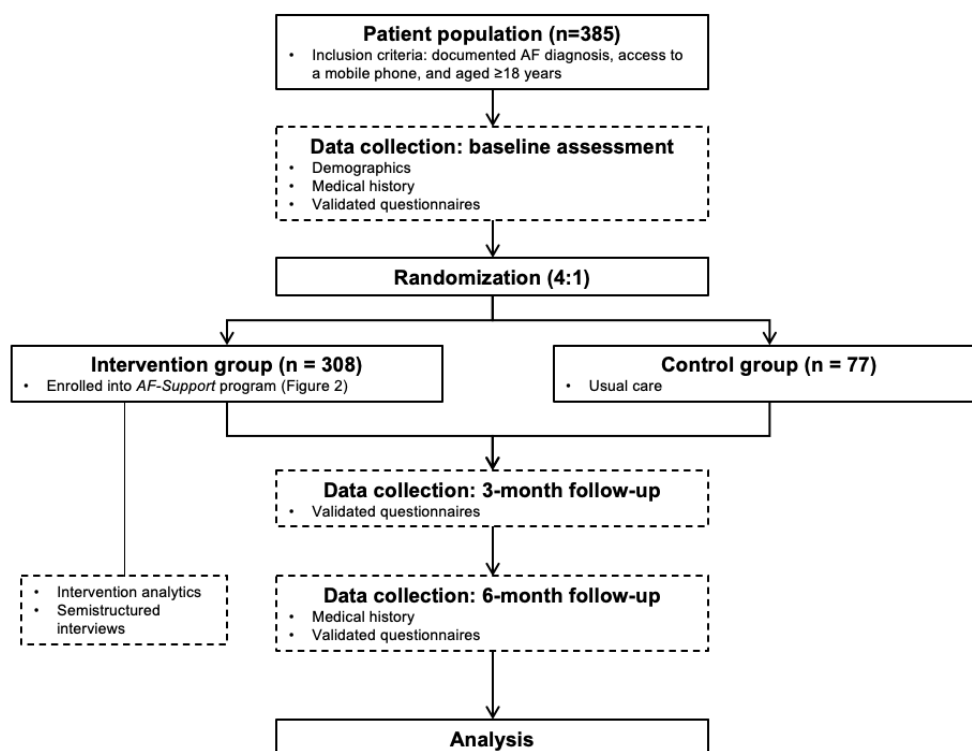 Patient population (n=385)
• Inclusion criteria: documented AF diagnosis, access to
a mobile phone, and aged ≥18 years
Data collection: baseline assessment
• Demographics
• Medical history
• Validated questionnaires
Randomization (4:1)
Intervention group (n = 308)
• Enrolled into AF-Support program (Figure 2)
Control group (n = 77)
• Usual care
Data collection: 3-month follow-up
• Validated questionnaires
• Intervention analytics
• Semistructured
interviews
Data collection: 6-month follow-up
• Medical history
• Validated questionnaires
Analysis